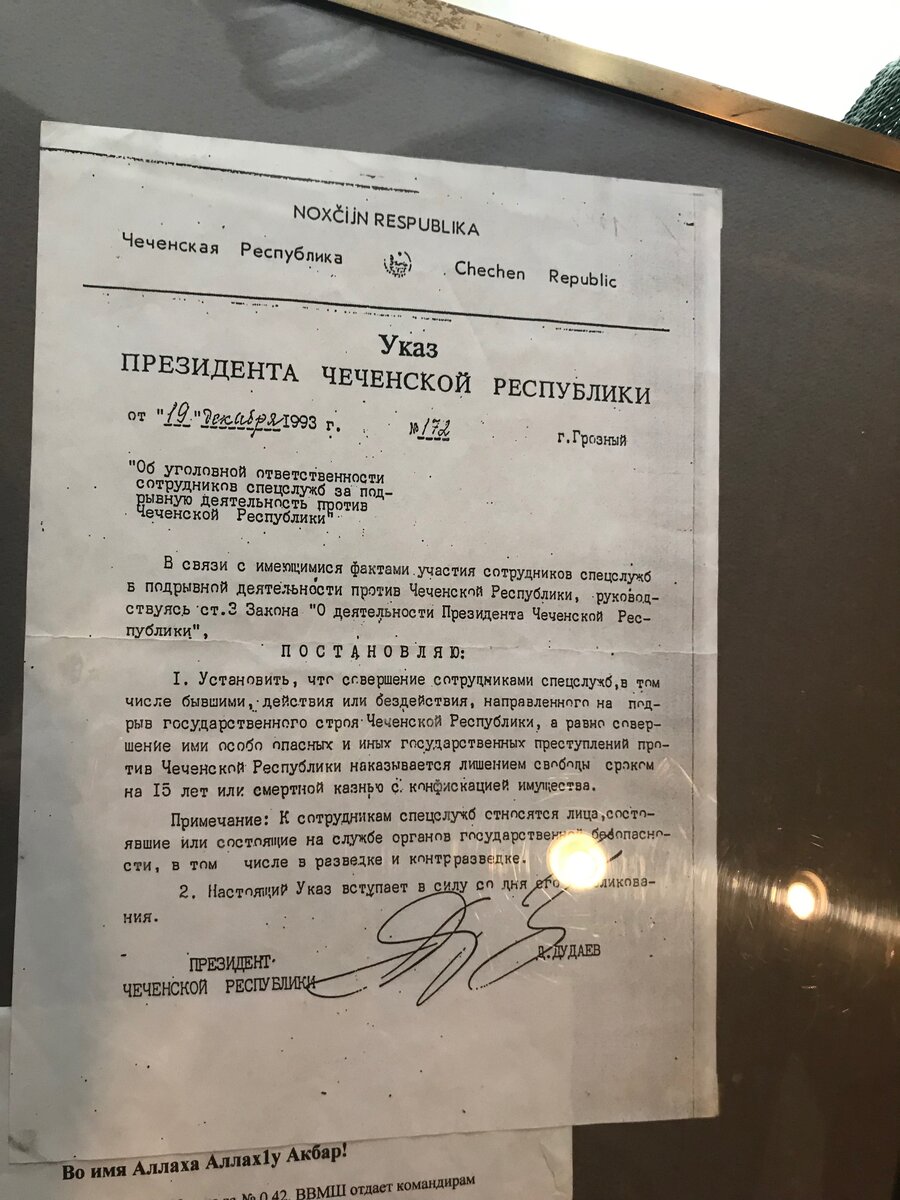 NOXČIJN RESPUBLIKA
Чеченская Республика Chechen Republic
Указ
ПРЕЗИДЕНТА ЧЕЧЕНСКОЙ РЕСПУБЛИКИ
от "19" декабря 1993 г. №172 г.Грозный
"Об уголовной ответственности
сотрудников спецслужб за под-
рывную деятельность против
Чеченской Республики"
В связи с имеющимися фактами участия сотрудников спецслужб
в подрывной деятельности против Чеченской Республики, руковод-
ствуясь ст.3 Закона "О деятельности Президента Чеченской Рес-
публики",
ПОСТАНОВЛЯЮ:
1. Установить, что совершение сотрудниками спецслужб,в том
числе бывшими, действия или бездействия, направленного на под-
рыв государственного строя Чеченской Республики, а равно совер-
шение ими особо опасных и иных государственных преступлений про-
тив Чеченской Республики наказывается лишением свободы сроком
на 15 лет или смертной казнью с конфискацией имущества.
Примечание: К сотрудникам спецслужб относятся лица,состо-
явшие или состоящие на службе органов государственной безопасно-
сти, в том числе в разведке и контрразведке.
2. Настоящий Указ вступает в силу со дня его опубликова-
ния.
ПРЕЗИДЕНТ
ЧЕЧЕНСКОЙ РЕСПУБЛИКИ Д.ДУДАЕВ
Во имя Аллаха Аллах1у Акбар!
№ 0.42. ВВМШ отдает командирам